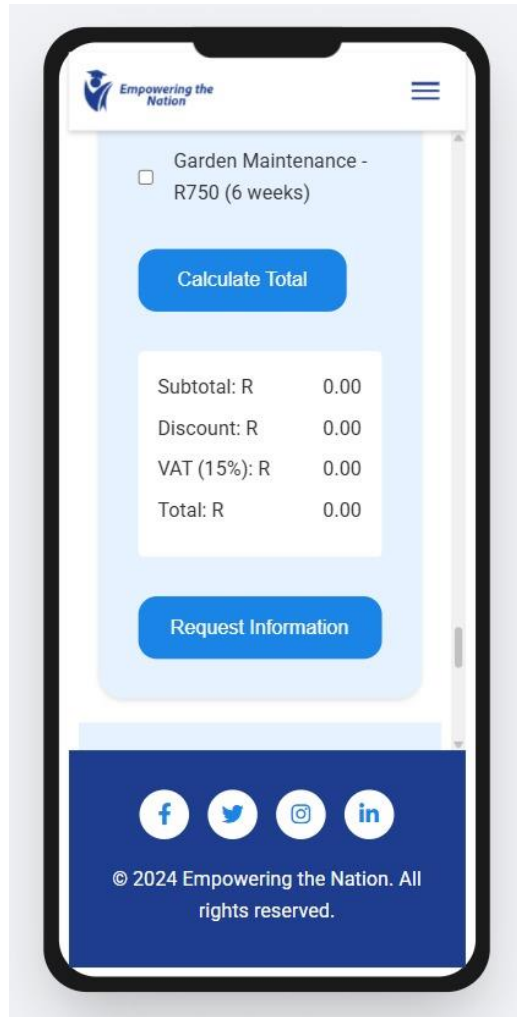 Empowering the
Nation
Garden Maintenance -
R750 (6 weeks)
Calculate Total
Subtotal: R 0.00
Discount: R 0.00
VAT (15%): R 0.00
Total: R 0.00
Request Information
© 2024 Empowering the Nation. All
rights reserved.